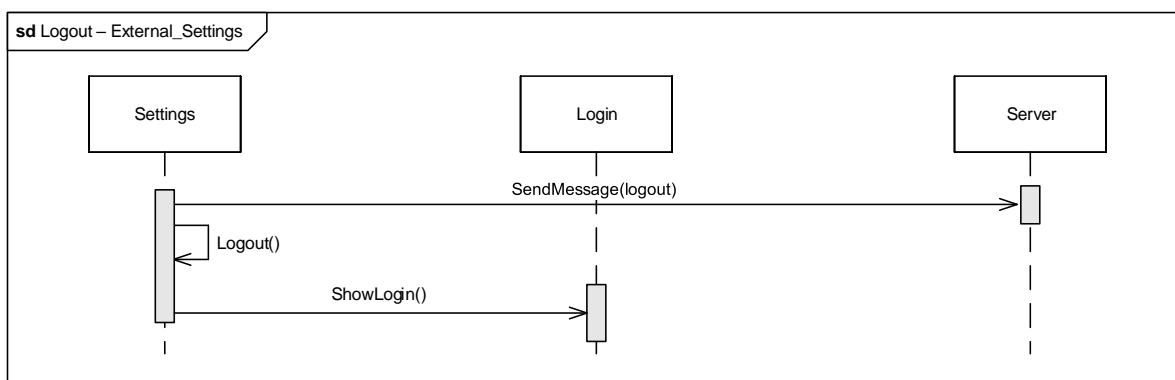 sd Logout – External_Settings
Settings
Login
Server
SendMessage(logout)
Logout()
ShowLogin()